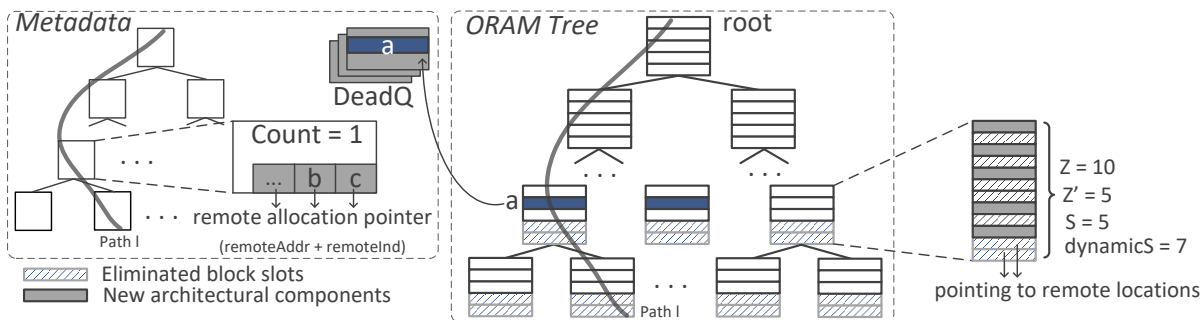 Metadata
a
DeadQ
Count = 1
... b c
remote allocation pointer
(remoteAddr + remoteInd)
Path l
Eliminated block slots
New architectural components
ORAM Tree
root
a
Path l
Z = 10
Z' = 5
S = 5
dynamicS = 7
pointing to remote locations